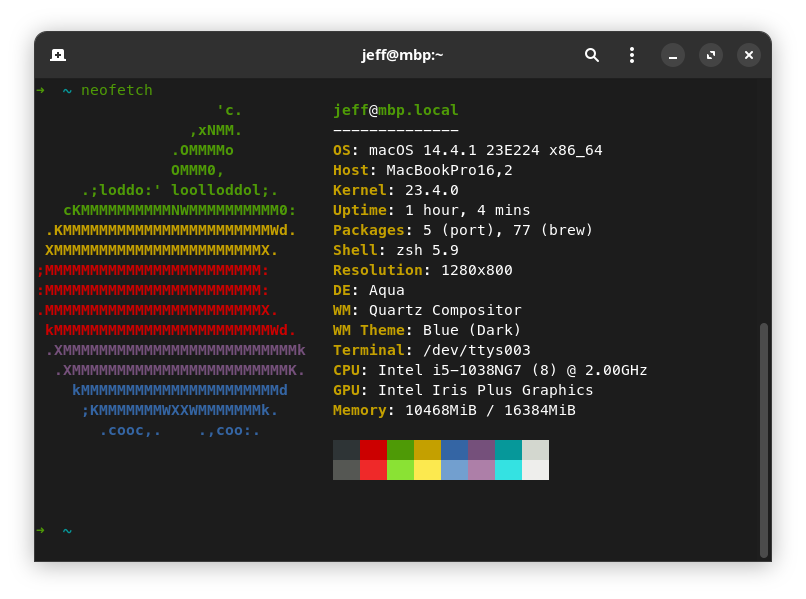 jeff@mbp:~
➜  ~ neofetch
                    'c.          jeff@mbp.local
                 ,xNMM.          --------------
               .OMMMMo           OS: macOS 14.4.1 23E224 x86_64
               OMMM0,            Host: MacBookPro16,2
     .;loddo:' loolloddol;.      Kernel: 23.4.0
   cKMMMMMMMMMMNWMMMMMMMMMM0:    Uptime: 1 hour, 4 mins
 .KMMMMMMMMMMMMMMMMMMMMMMMWd.    Packages: 5 (port), 77 (brew)
 XMMMMMMMMMMMMMMMMMMMMMMMX.      Shell: zsh 5.9
;MMMMMMMMMMMMMMMMMMMMMMMM:       Resolution: 1280x800
:MMMMMMMMMMMMMMMMMMMMMMMM:       DE: Aqua
.MMMMMMMMMMMMMMMMMMMMMMMMX.      WM: Quartz Compositor
 kMMMMMMMMMMMMMMMMMMMMMMMMWd.    WM Theme: Blue (Dark)
 .XMMMMMMMMMMMMMMMMMMMMMMMMMMk   Terminal: /dev/ttys003
  .XMMMMMMMMMMMMMMMMMMMMMMMMK.   CPU: Intel i5-1038NG7 (8) @ 2.00GHz
    kMMMMMMMMMMMMMMMMMMMMMMd     GPU: Intel Iris Plus Graphics
     ;KMMMMMMMWXXWMMMMMMMk.      Memory: 10468MiB / 16384MiB
       .cooc,.    .,coo:.
➜  ~